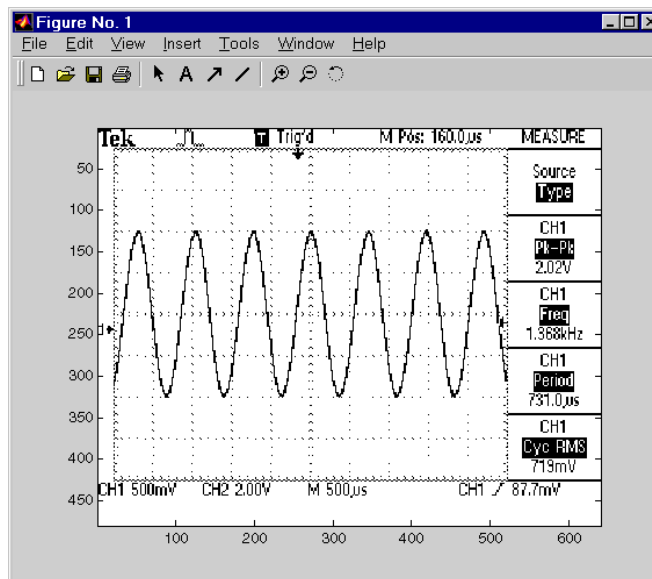 Figure No. 1
File Edit View Insert Tools Window Help
A
Tek T Trig'd M Pos: 160.0µs MEASURE
Source
Type
CH1
Pk-Pk
2.02V
CH1
Freq
1.368kHz
CH1
Period
731.0µs
CH1
Cyc RMS
719mV
CH1 500mV CH2 2.00V M 500µs CH1 87.7mV
50
100
150
200
250
300
350
400
450
1
100 200 300 400 500 600